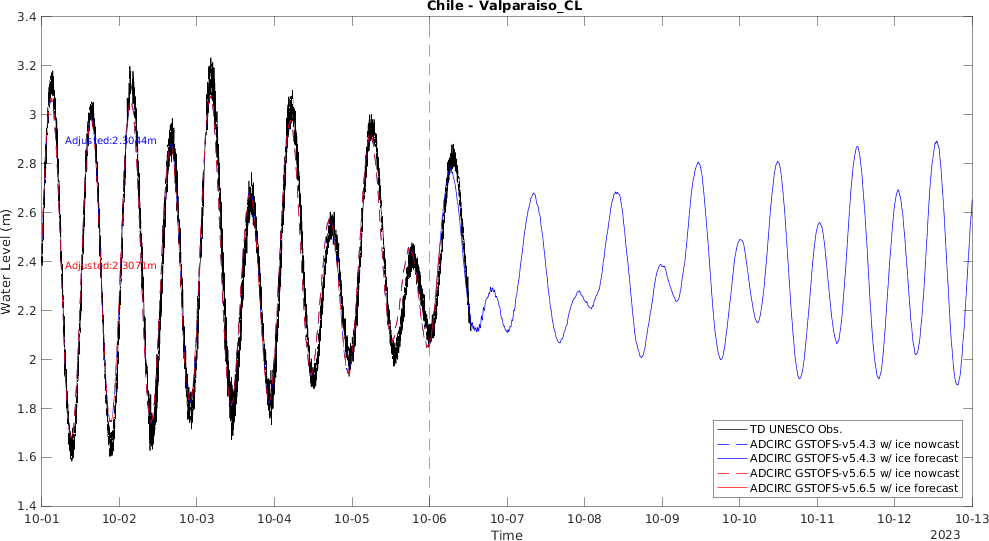 Chile - Valparaiso_CL
3.4
3.2
3
2.8
2.6
2.4
2.2
2
1.8
1.6
1.4
Water Level (m)
Adjusted:2.3044m
Adjusted:2.3071m
TD UNESCO Obs.
ADCIRC GSTOFS-v5.4.3 w/ ice nowcast
ADCIRC GSTOFS-v5.4.3 w/ ice forecast
ADCIRC GSTOFS-v5.6.5 w/ ice nowcast
ADCIRC GSTOFS-v5.6.5 w/ ice forecast
10-01 10-02 10-03 10-04 10-05 10-06 10-07 10-08 10-09 10-10 10-11 10-12 10-13
Time
2023